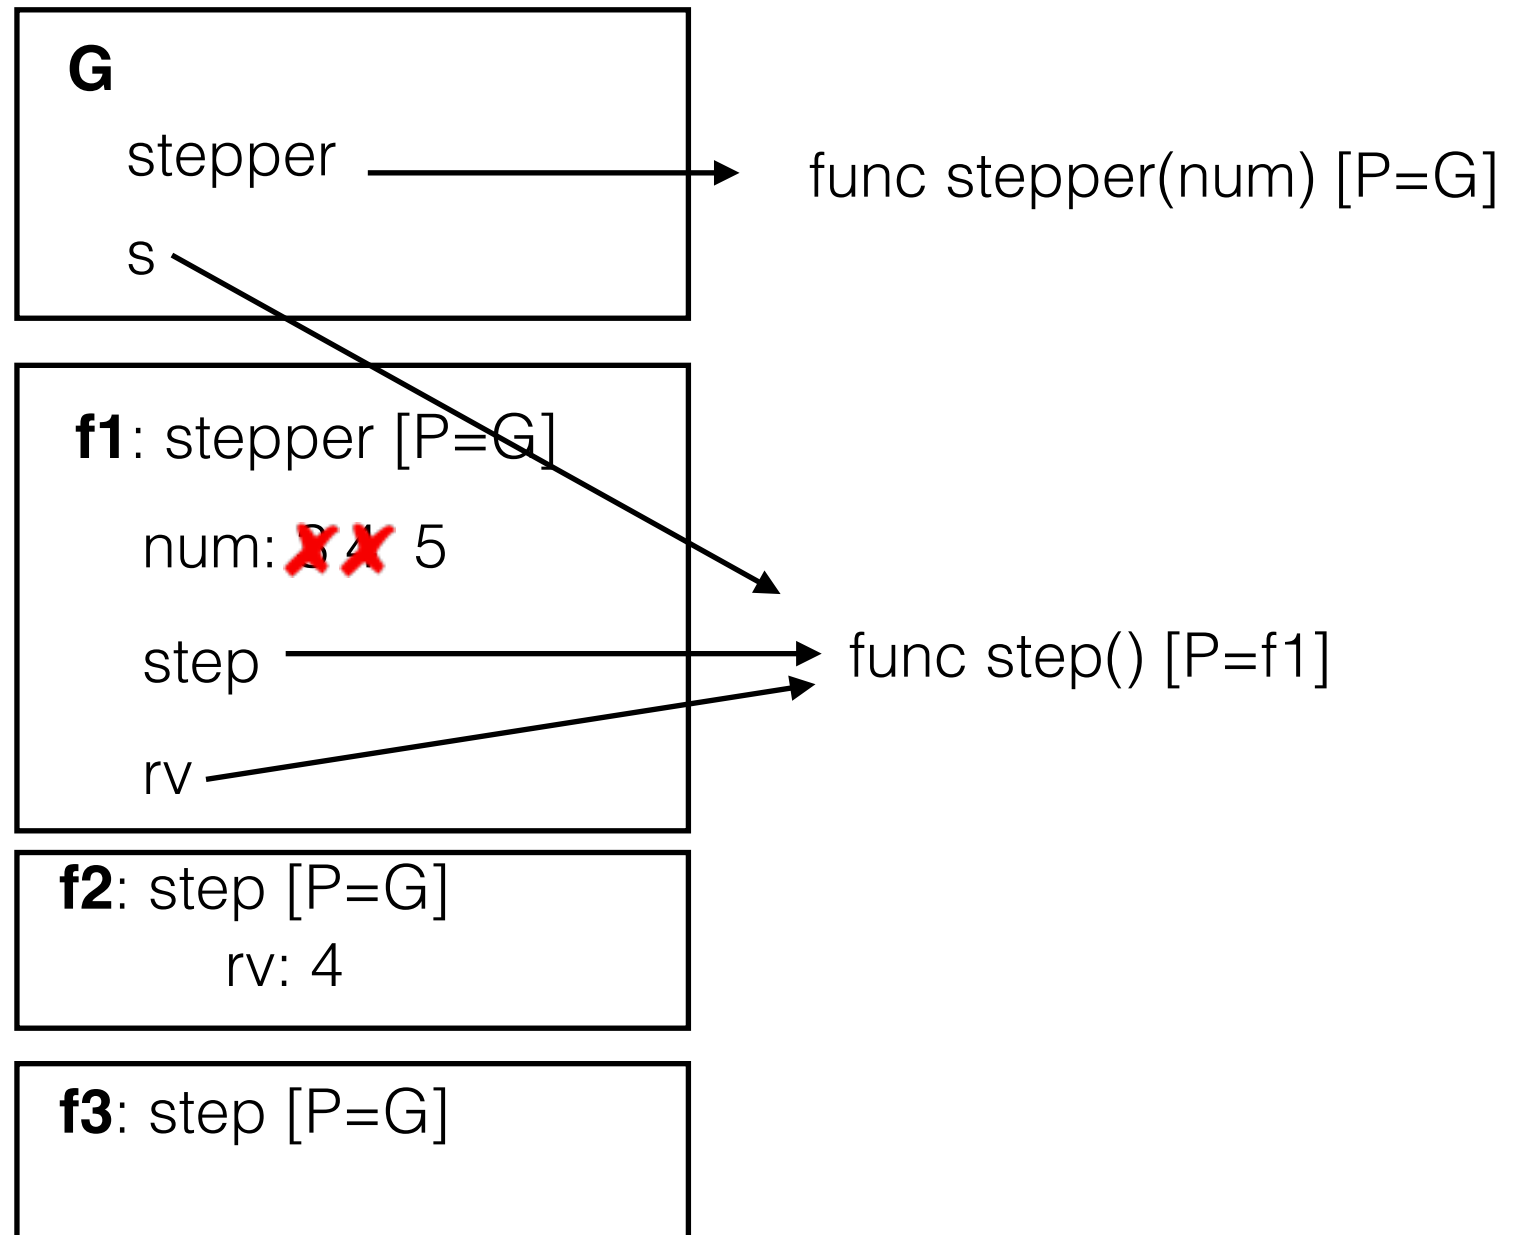 G
stepper
func stepper(num) [P=G]
s
f1: stepper [P=G]
num: 3 4 5
step
func step() [P=f1]
rv
f2: step [P=G]
rv: 4
f3: step [P=G]